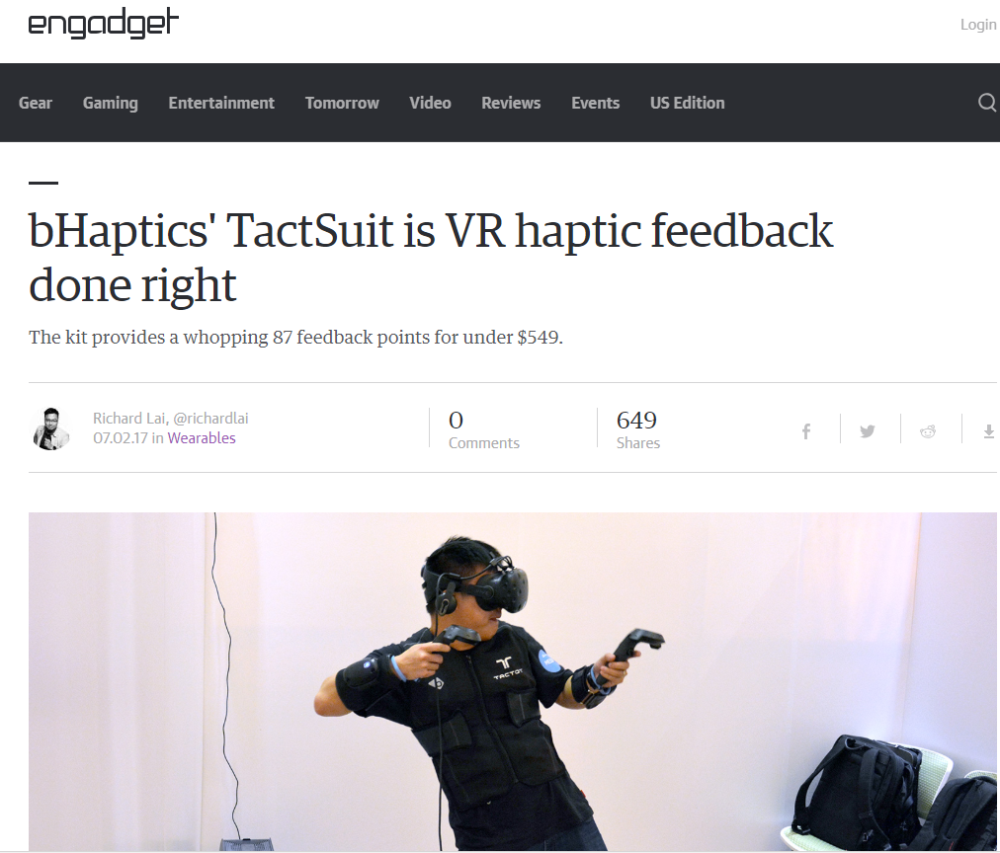 engadget
Login
Gear Gaming Entertainment Tomorrow Video Reviews Events US Edition
bHaptics' TactSuit is VR haptic feedback
done right
The kit provides a whopping 87 feedback points for under $549.
Richard Lai, @richardlai
07.02.17 in Wearables
0
Comments
649
Shares
TACTOT